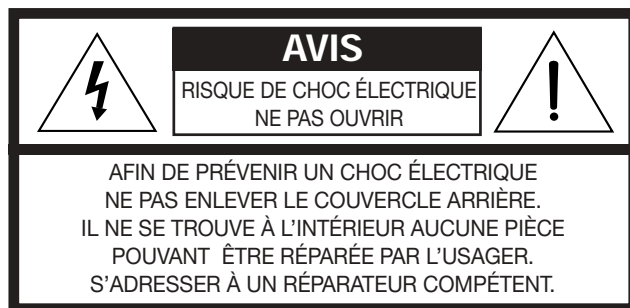 AVIS
RISQUE DE CHOC ÉLECTRIQUE
NE PAS OUVRIR
AFIN DE PRÉVENIR UN CHOC ÉLECTRIQUE
NE PAS ENLEVER LE COUVERCLE ARRIÈRE.
IL NE SE TROUVE À L'INTÉRIEUR AUCUNE PIÈCE
POUVANT ÊTRE RÉPARÉE PAR L'USAGER.
S'ADRESSER À UN RÉPARATEUR COMPÉTENT.